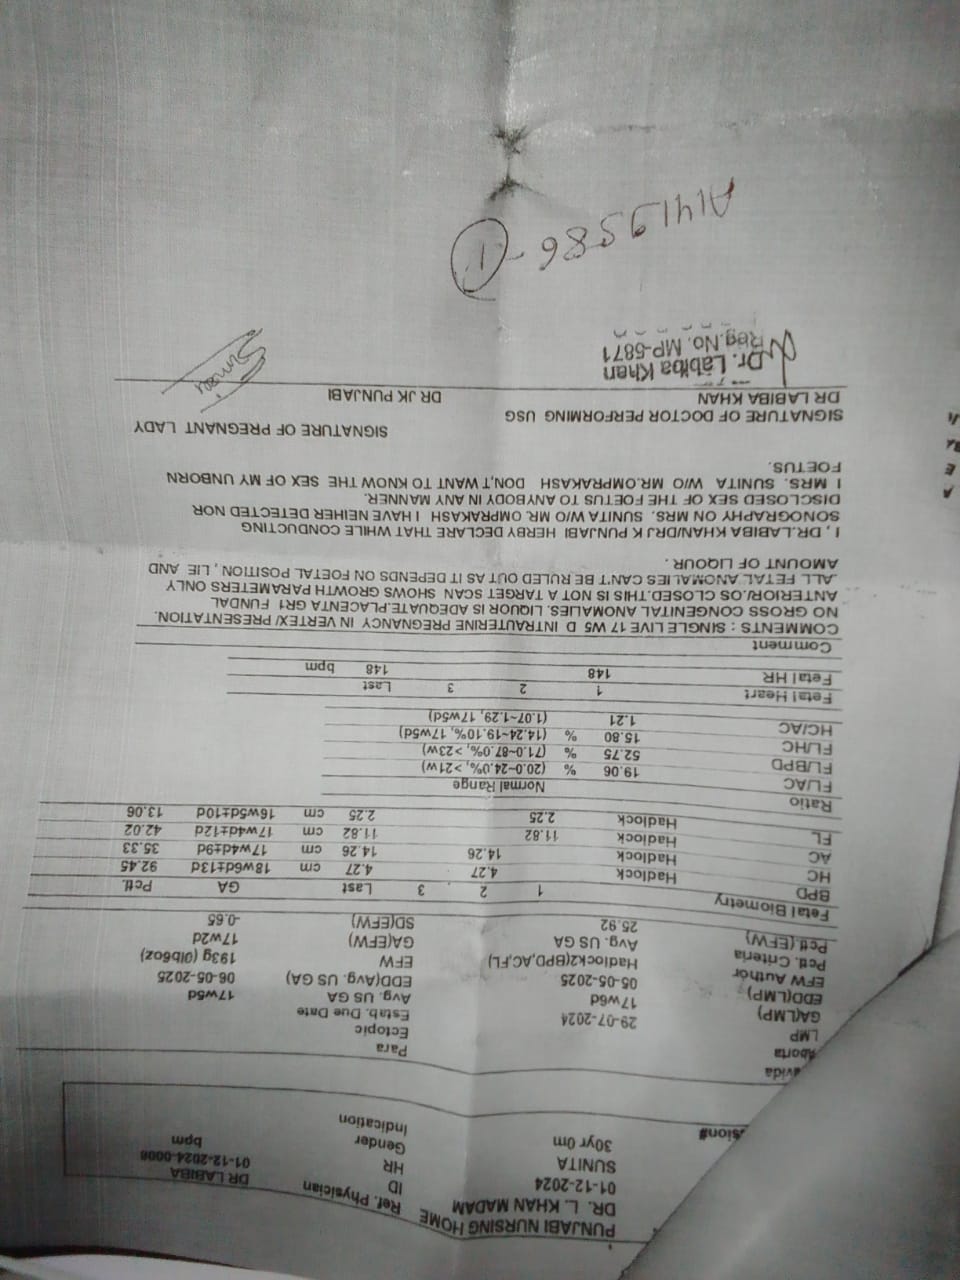 PUNJABI NURSING HOME
DR. L. KHAN MADAM Ref. Physician DR LABIBA
01-12-2024 ID 01-12-2024-0008
SUNITA HR bpm
30yr 0m Gender
Indication
Para
Aborta Ectopic
LMP 29-07-2024 Estab. Due Date
GA(LMP) 17w6d Avg. US GA 17w5d
EDD(LMP) 05-05-2025 EDD(Avg. US GA) 06-05-2025
EFW Author Hadlock2(BPD,AC,FL) EFW 193g (0lb6oz)
Pctl. Criteria Avg. US GA GA(EFW) 17w2d
Pctl (EFW) 25.92 SD(EFW) -0.65
Fetal Biometry 1 2 3 Last GA Pctl.
BPD Hadlock 4.27 4.27 cm 18w6d±13d 92.45
HC Hadlock 14.26 14.26 cm 17w4d±9d 35.33
AC Hadlock 11.82 11.82 cm 17w4d±12d 42.02
FL Hadlock 2.25 2.25 cm 16w5d±10d 13.06
Ratio Normal Range
FL/AC 19.06 % (20.0~24.0%, >21w)
FL/BPD 52.75 % (71.0~87.0%, >23w)
FL/HC 15.80 % (14.24~19.10%, 17w5d)
HC/AC 1.21 (1.07~1.29, 17w5d)
Fetal Heart 1 2 3 Last
Fetal HR 148 148 bpm
Comment
COMMENTS : SINGLE LIVE 17 W5 D INTRAUTERINE PREGNANCY IN VERTEX/ PRESENTATION.
NO GROSS CONGENITAL ANOMALIES. LIQUOR IS ADEQUATE.PLACENTA GR1 FUNDAL
ANTERIOR/.OS CLOSED.THIS IS NOT A TARGET SCAN SHOWS GROWTH PARAMETERS ONLY
.ALL FETAL ANOMALIES CAN'T BE RULED OUT AS IT DEPENDS ON FOETAL POSITION , LIE AND
AMOUNT OF LIQOUR .
I , DR.LABIBA KHAN/DRJ K PUNJABI HERBY DECLARE THAT WHILE CONDUCTING
SONOGRAPHY ON MRS. SUNITA W/O MR OMPRAKASH I HAVE NEIHER DETECTED NOR
DISCLOSED SEX OF THE FOETUS TO ANYBODY IN ANY MANNER.
I MRS. SUNITA W/O MR.OMPRAKASH DON,T WANT TO KNOW THE SEX OF MY UNBORN
FOETUS.
SIGNATURE OF DOCTOR PERFORMING USG SIGNATURE OF PREGNANT LADY
DR LABIBA KHAN DR JK PUNJABI
Dr. Labiba Khan
Reg.No. MP-5871